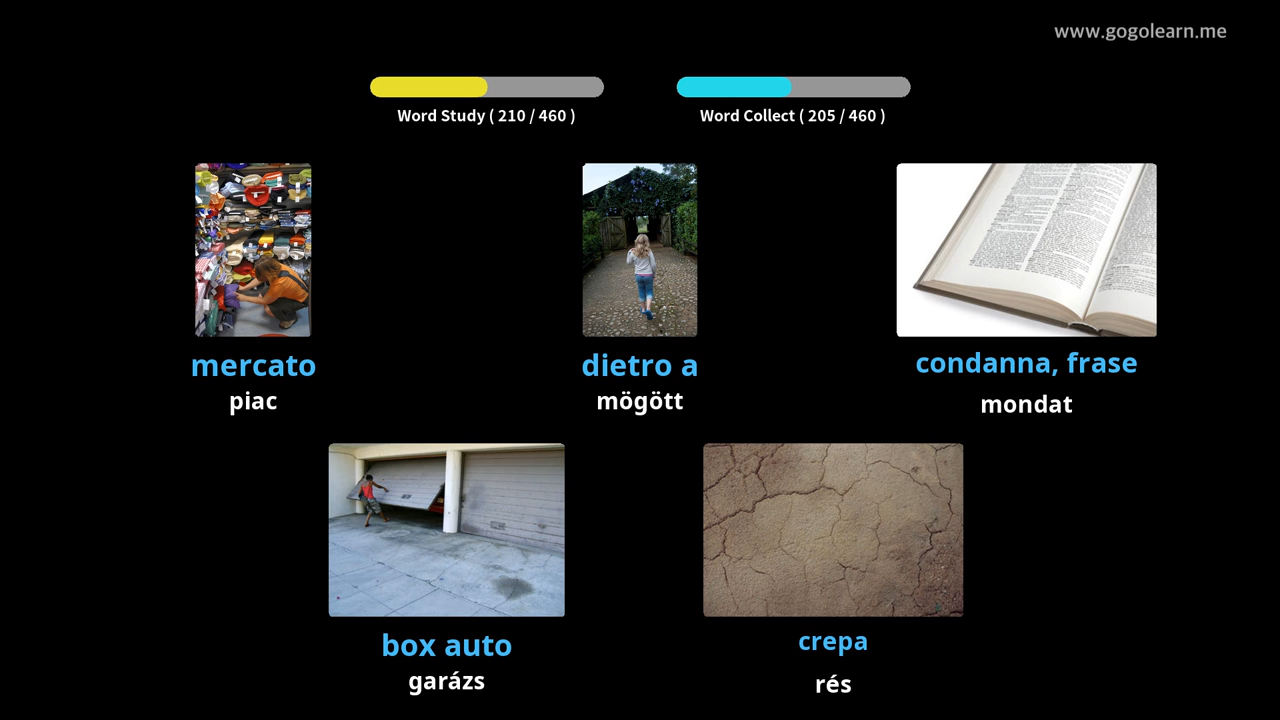 www.gogolearn.me
Word Study ( 210 / 460 )
Word Collect ( 205 / 460 )
mercato
piac
dietro a
mögött
condanna, frase
mondat
box auto
garázs
crepa
rés